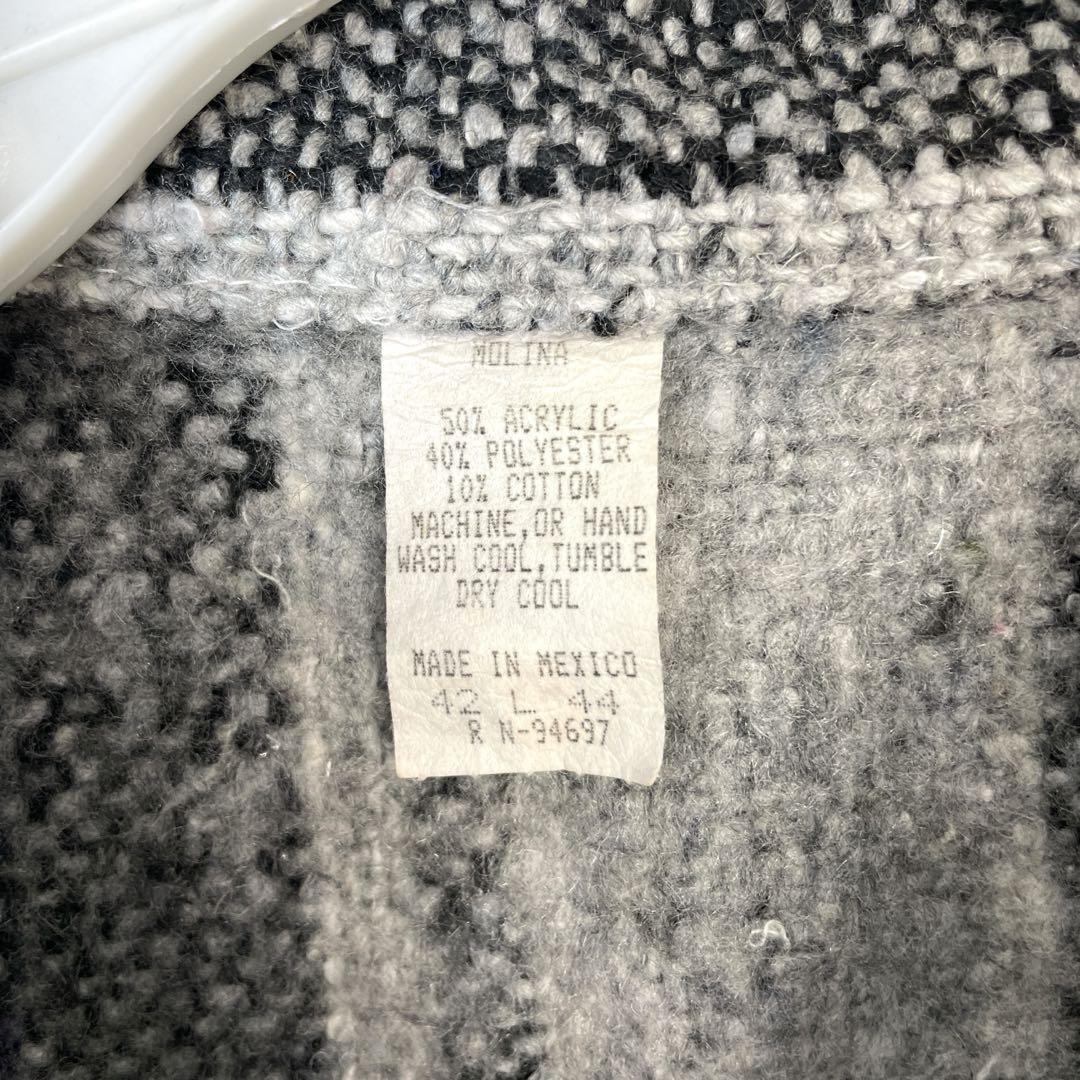 MOLINA
50% ACRYLIC
40% POLYESTER
10% COTTON
MACHINE,OR HAND
WASH COOL,TUMBLE
DRY COOL
MADE IN MEXICO
42 L 44
R N-94697